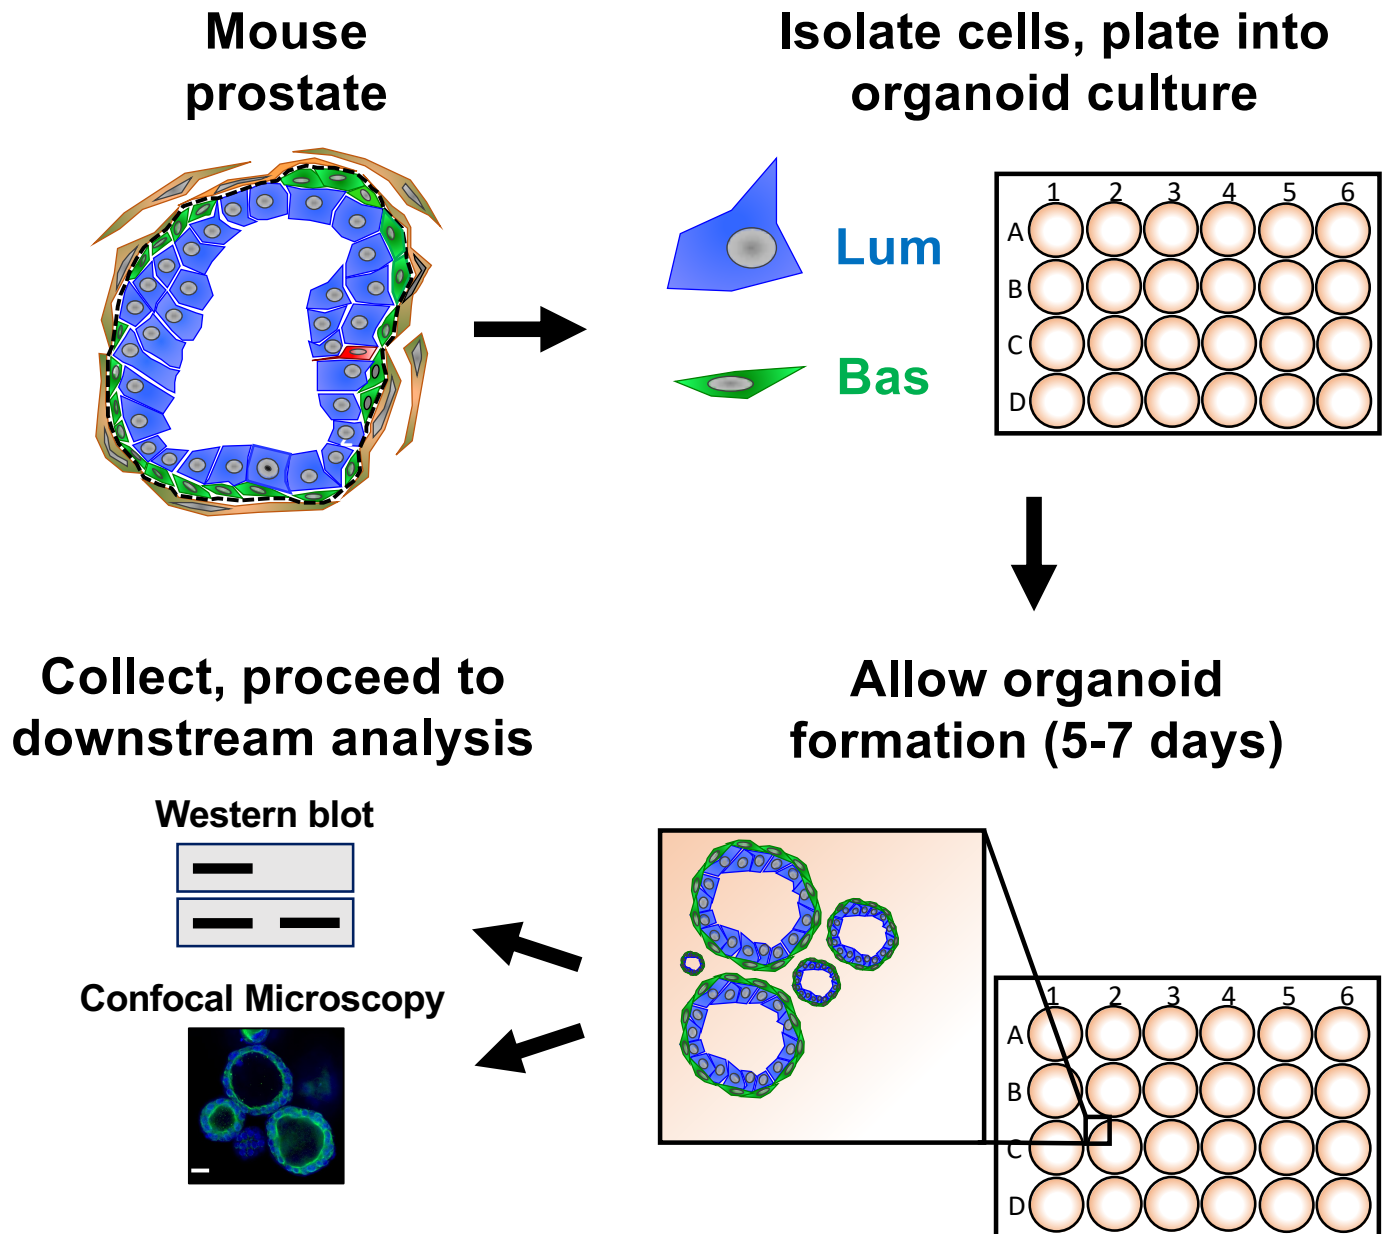 Mouse
prostate
Isolate cells, plate into
organoid culture
Lum
Bas
1 2 3 4 5 6
A
B
C
D
Allow organoid
formation (5-7 days)
1 2 3 4 5 6
A
B
C
D
Collect, proceed to
downstream analysis
Western blot
Confocal Microscopy